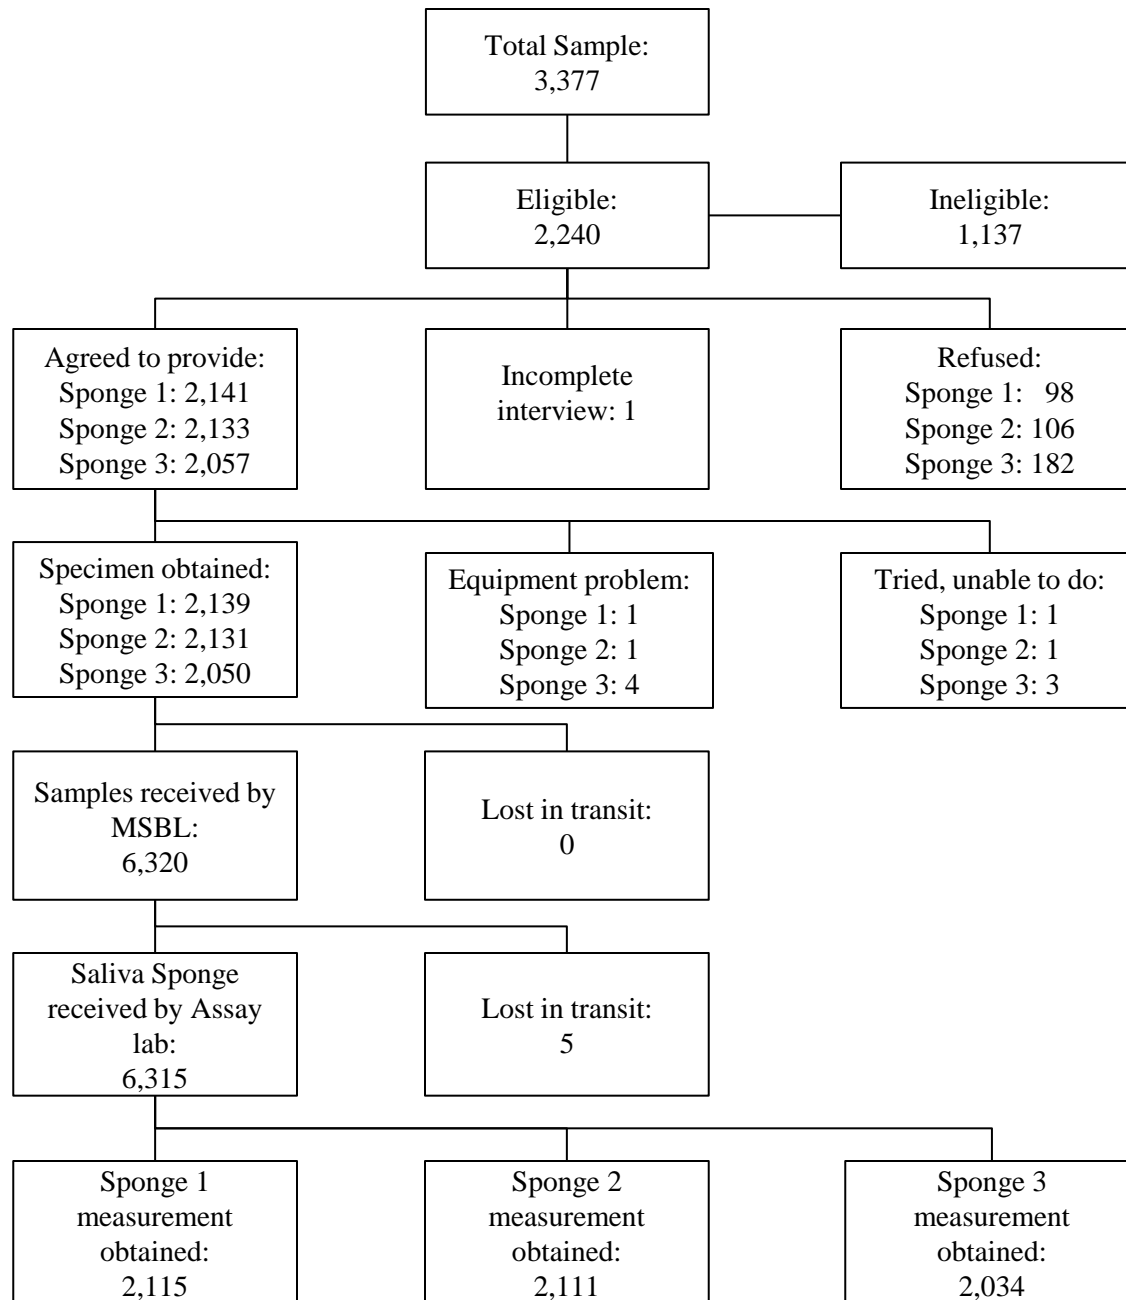 Total Sample:
3,377
Eligible:
2,240
Ineligible:
1,137
Agreed to provide:
Sponge 1: 2,141
Sponge 2: 2,133
Sponge 3: 2,057
Incomplete
interview: 1
Refused:
Sponge 1: 98
Sponge 2: 106
Sponge 3: 182
Specimen obtained:
Sponge 1: 2,139
Sponge 2: 2,131
Sponge 3: 2,050
Equipment problem:
Sponge 1: 1
Sponge 2: 1
Sponge 3: 4
Tried, unable to do:
Sponge 1: 1
Sponge 2: 1
Sponge 3: 3
Samples received by
MSBL:
6,320
Lost in transit:
0
Saliva Sponge
received by Assay
lab:
6,315
Lost in transit:
5
Sponge 1
measurement
obtained:
2,115
Sponge 2
measurement
obtained:
2,111
Sponge 3
measurement
obtained:
2,034